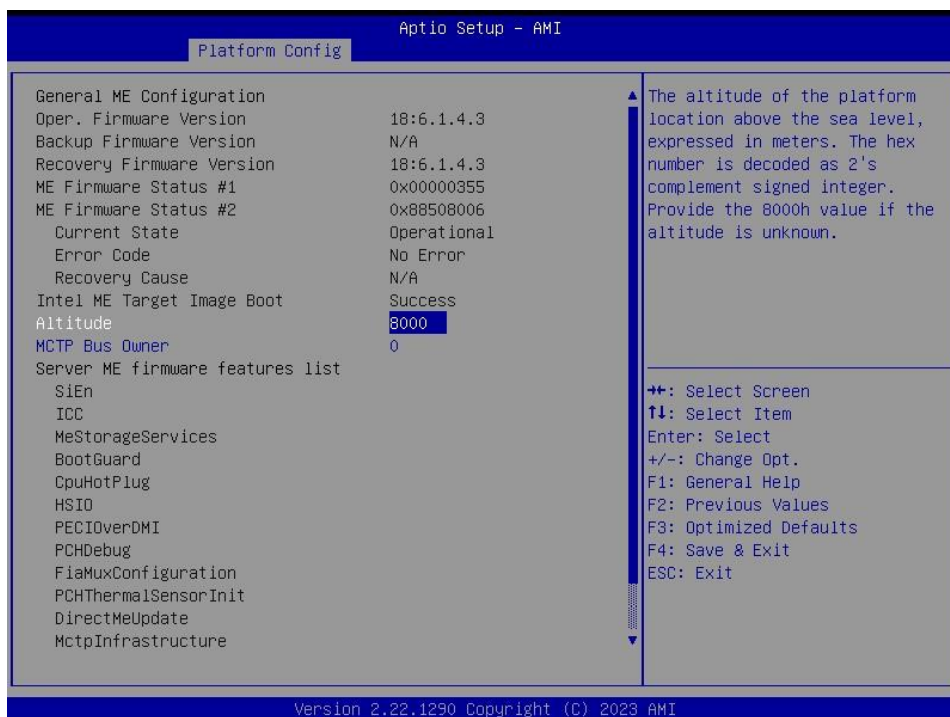 Aptio Setup - AMI
Platform Config
General ME Configuration
Oper. Firmware Version 18:6.1.4.3
Backup Firmware Version N/A
Recovery Firmware Version 18:6.1.4.3
ME Firmware Status #1 0x00000355
ME Firmware Status #2 0x88508006
Current State Operational
Error Code No Error
Recovery Cause N/A
Intel ME Target Image Boot Success
Altitude 8000
MCTP Bus Owner 0
Server ME firmware features list
SiEn
ICC
MeStorageServices
BootGuard
CpuHotPlug
HSIO
PECIOverDMI
PCHDebug
FiaMuxConfiguration
PCHThermalSensorInit
DirectMeUpdate
MctpInfrastructure
The altitude of the platform
location above the sea level,
expressed in meters. The hex
number is decoded as 2's
complement signed integer.
Provide the 8000h value if the
altitude is unknown.
→←: Select Screen
↑↓: Select Item
Enter: Select
+/-: Change Opt.
F1: General Help
F2: Previous Values
F3: Optimized Defaults
F4: Save & Exit
ESC: Exit
Version 2.22.1290 Copyright (C) 2023 AMI